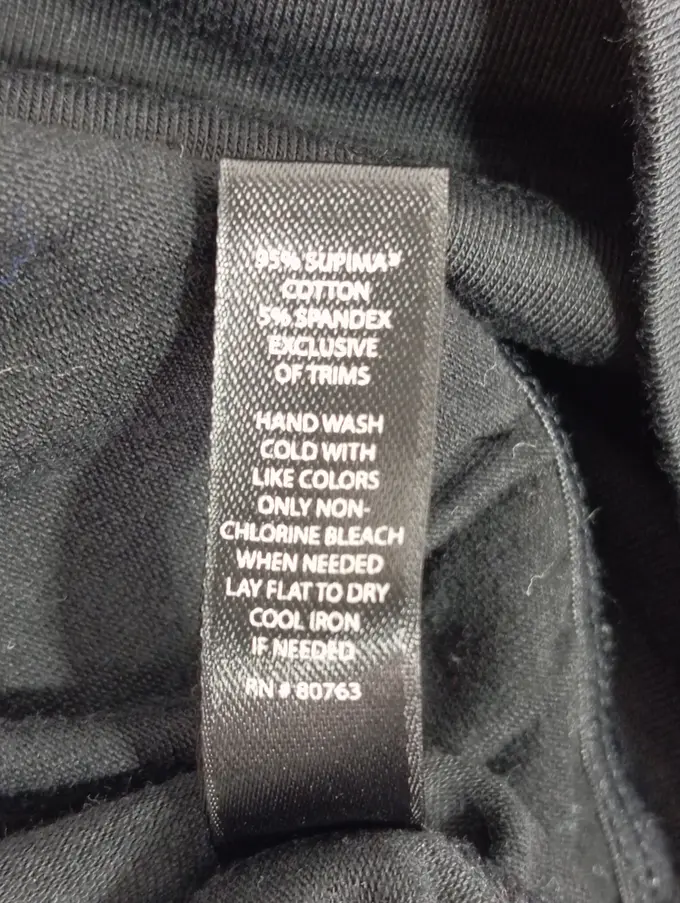 95% SUPIMA®
COTTON
5% SPANDEX
EXCLUSIVE
OF TRIMS
HAND WASH
COLD WITH
LIKE COLORS
ONLY NON-
CHLORINE BLEACH
WHEN NEEDED
LAY FLAT TO DRY
COOL IRON
IF NEEDED
RN # 80763